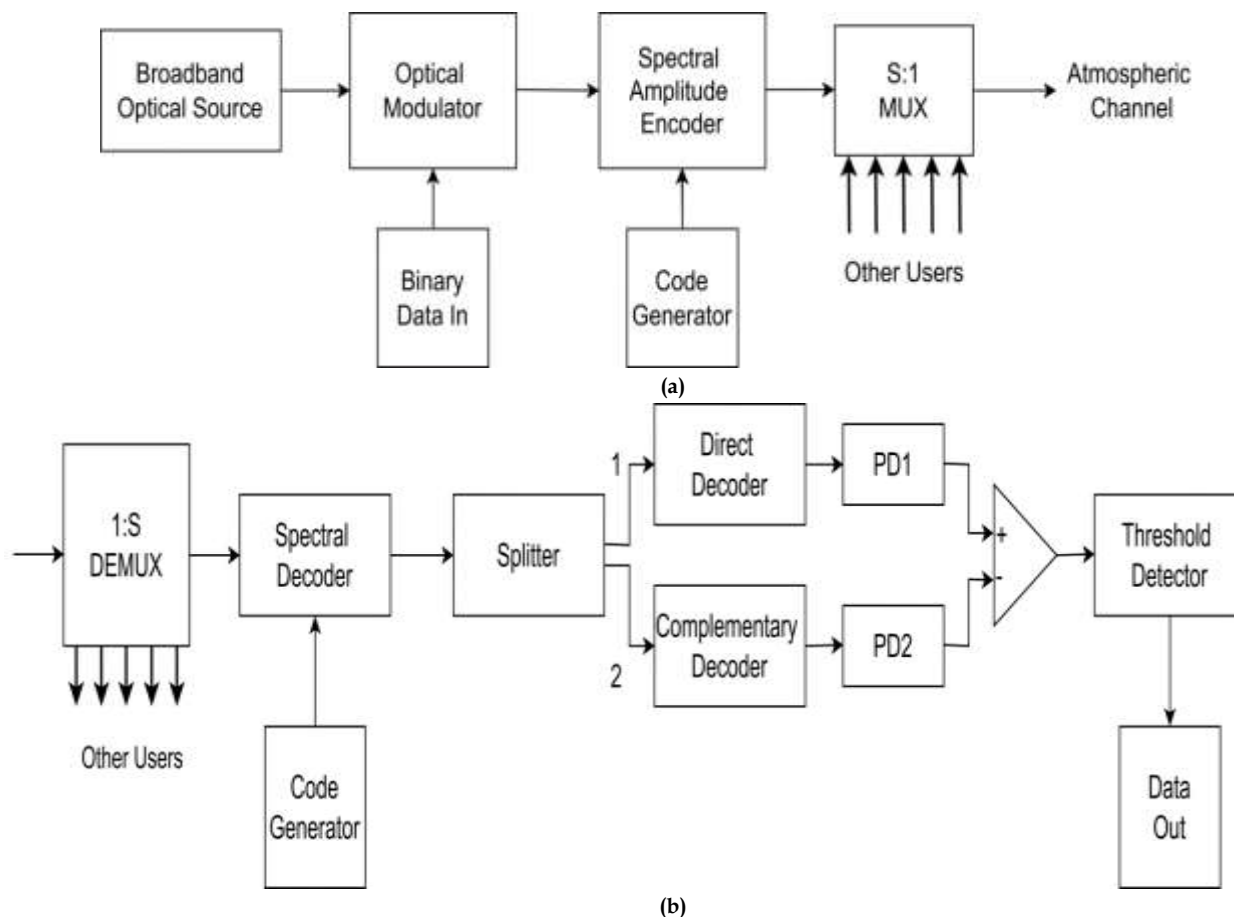 Broadband
Optical Source
Optical
Modulator
Spectral
Amplitude
Encoder
S:1
MUX
Atmospheric
Channel
Binary
Data In
Code
Generator
Other Users
(a)
1:S
DEMUX
Spectral
Decoder
Splitter
1
2
Direct
Decoder
Complementary
Decoder
PD1
PD2
+
-
Threshold
Detector
Other Users
Code
Generator
Data
Out
(b)